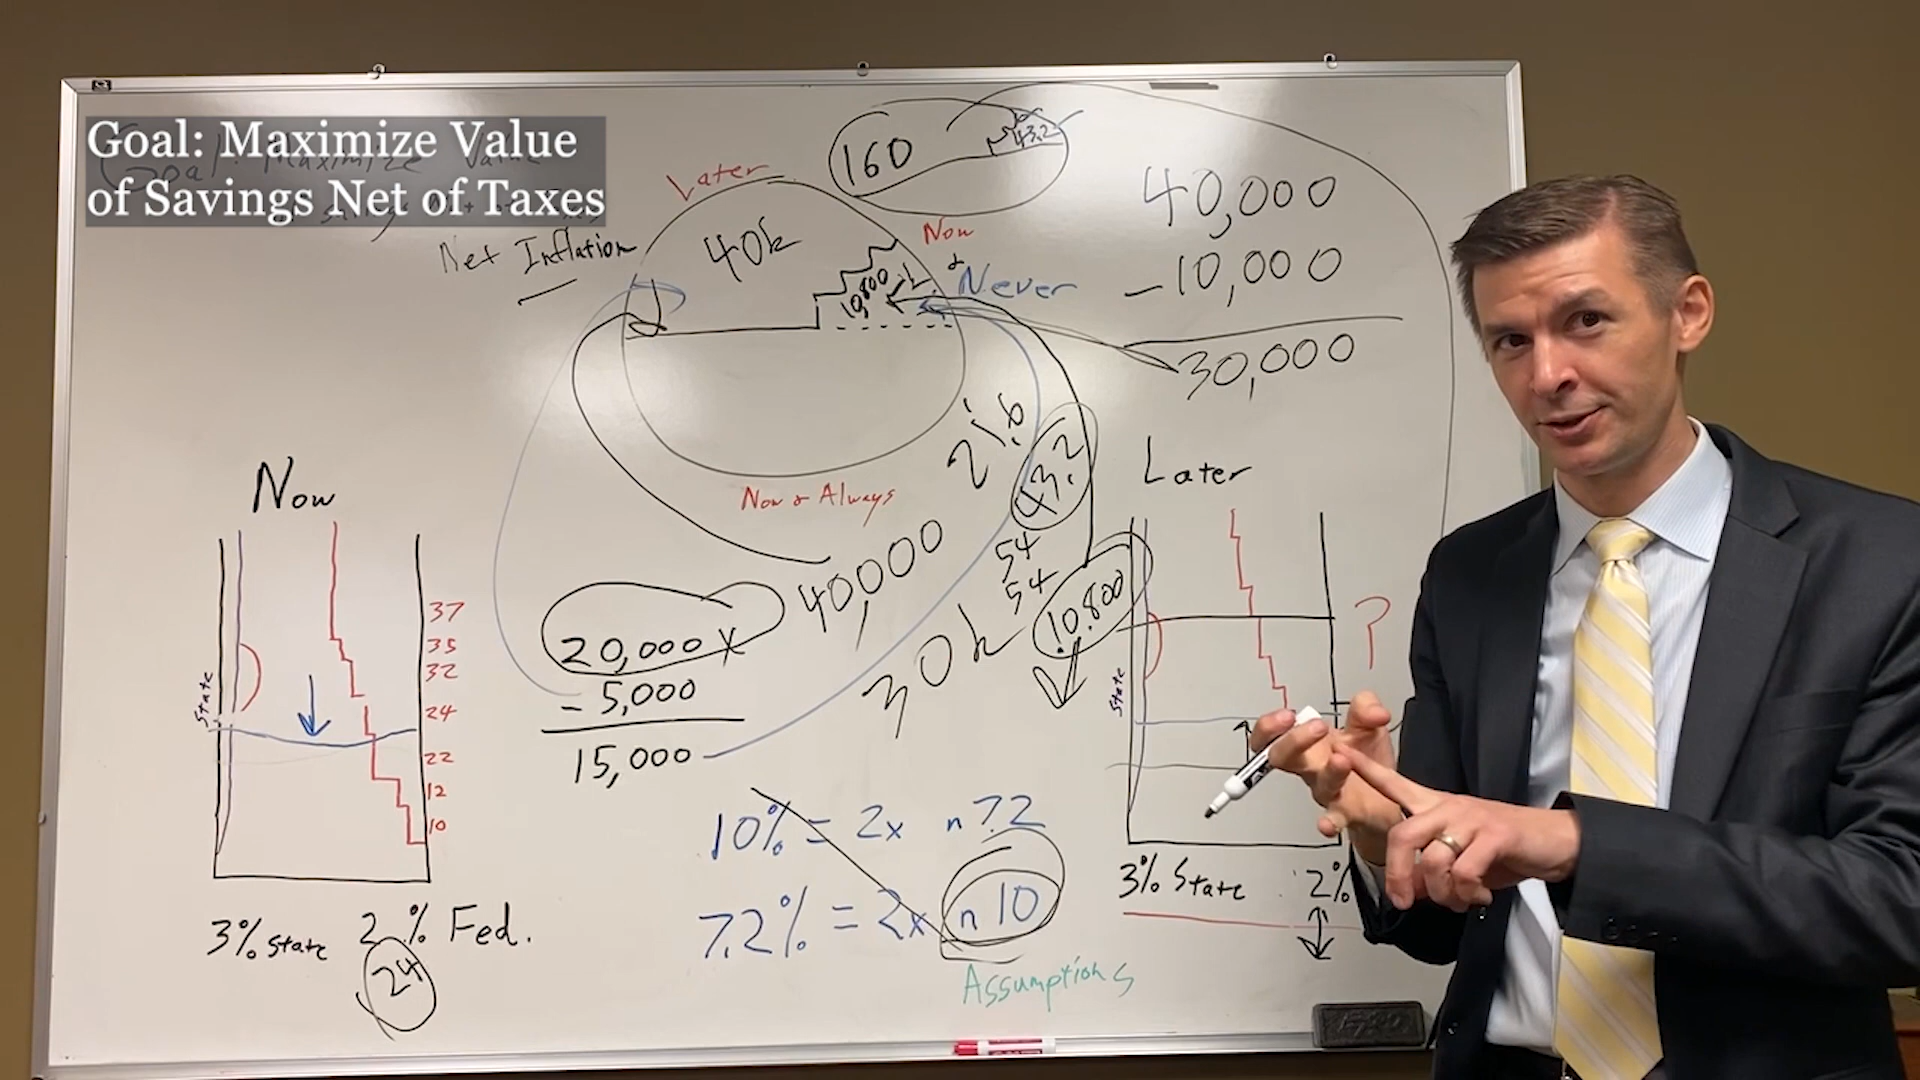 Goal: Maximize Value
of Savings Net of Taxes
Net Inflation
Later
160
43.2
40k
Now
&
Never
10,800
40,000
- 10,000
30,000
Now & Always
21.6
43.2
54
54
10.800
40,000
30k
20,000 x
- 5,000
15,000
Now
37
35
32
24
22
12
10
State
3% State 2 % Fed.
24
10% = 2x n 7.2
7.2% = 2x n 10
Assumptions
Later
?
State
3% State 2%